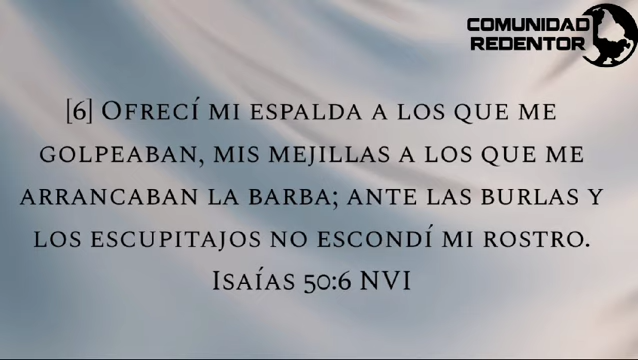 COMUNIDAD
REDENTOR
[6] Ofrecí mi espalda a los que me
golpeaban, mis mejillas a los que me
arrancaban la barba; ante las burlas y
los escupitajos no escondí mi rostro.
Isaías 50:6 NVI